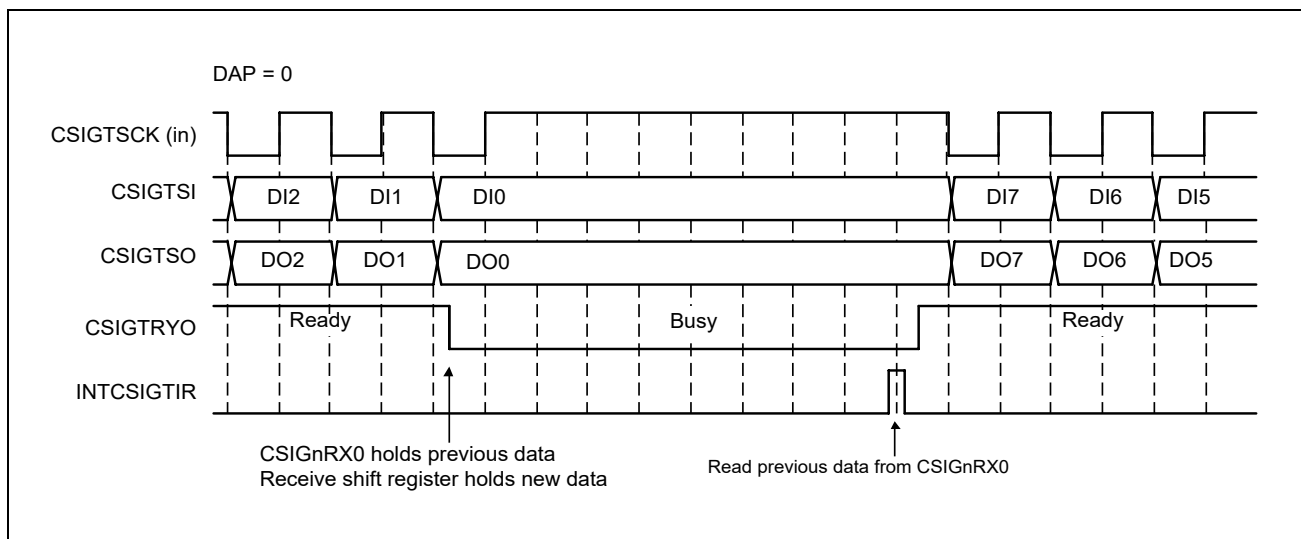 DAP = 0
CSIGTSCK (in)
CSIGTSI DI2 DI1 DI0 DI7 DI6 DI5
CSIGTSO DO2 DO1 DO0 DO7 DO6 DO5
CSIGTRYO Ready Busy Ready
INTCSIGTIR
CSIGnRX0 holds previous data
Receive shift register holds new data
Read previous data from CSIGnRX0